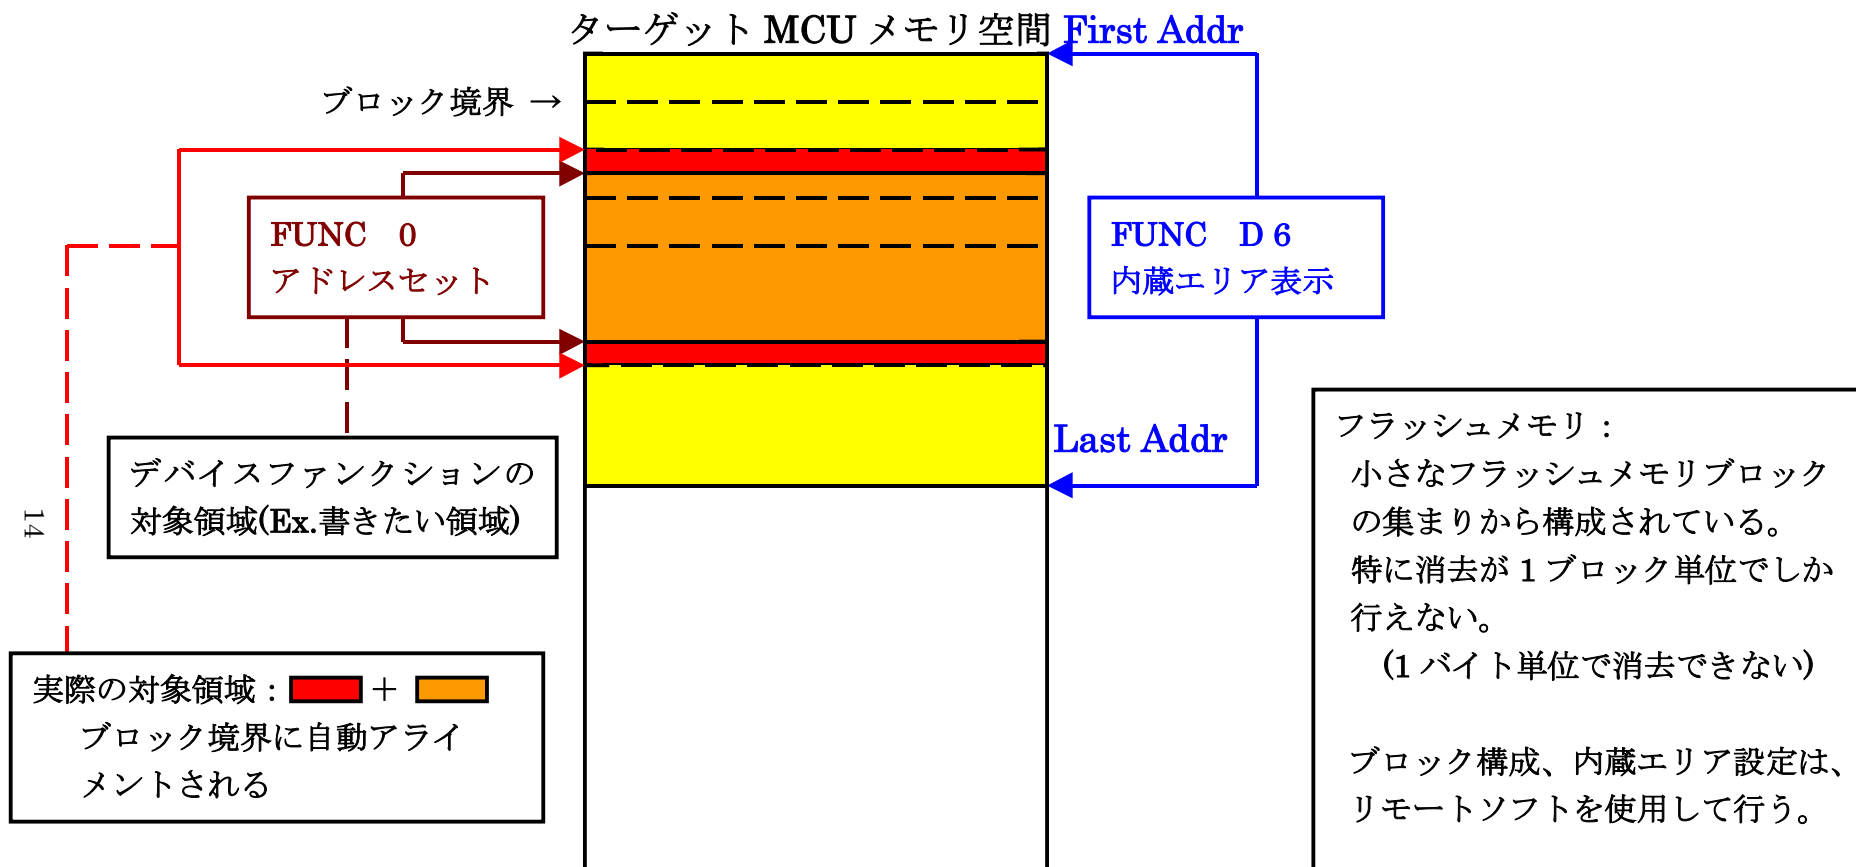 ターゲット MCU メモリ空間 First Addr
ブロック境界 →
FUNC 0
アドレスセット
FUNC D 6
内蔵エリア表示
Last Addr
デバイスファンクションの
対象領域(Ex.書きたい領域)
14
実際の対象領域： ＋
ブロック境界に自動アライ
メントされる
フラッシュメモリ：
小さなフラッシュメモリブロック
の集まりから構成されている。
特に消去が 1 ブロック単位でしか
行えない。
(1 バイト単位で消去できない)
ブロック構成、内蔵エリア設定は、
リモートソフトを使用して行う。